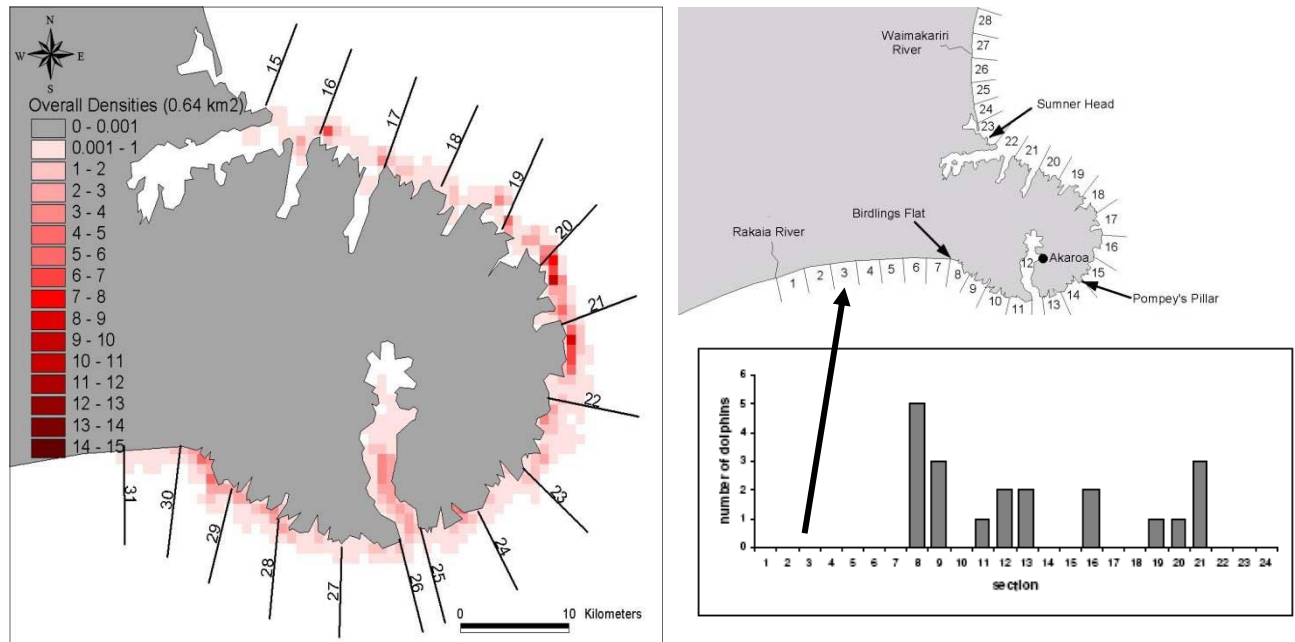 N
W E
S
Overall Densities (0.64 km2)
0 - 0.001
0.001 - 1
1 - 2
2 - 3
3 - 4
4 - 5
5 - 6
6 - 7
7 - 8
8 - 9
9 - 10
10 - 11
11 - 12
12 - 13
13 - 14
14 - 15
15
16
17
18
19
20
21
22
23
24
25
26
27
28
29
30
31
0 10 Kilometers
28
Waimakariri
River
27
26
25
24
Sumner Head
23
22
21
20
19
18
17
16
15
14
13
12
Akaroa
Birdlings Flat
Rakaia River
1 2 3 4 5 6 7 8 9 10 11
Pompey's Pillar
number of dolphins
6
5
4
3
2
1
0
1 2 3 4 5 6 7 8 9 10 11 12 13 14 15 16 17 18 19 20 21 22 23 24
section